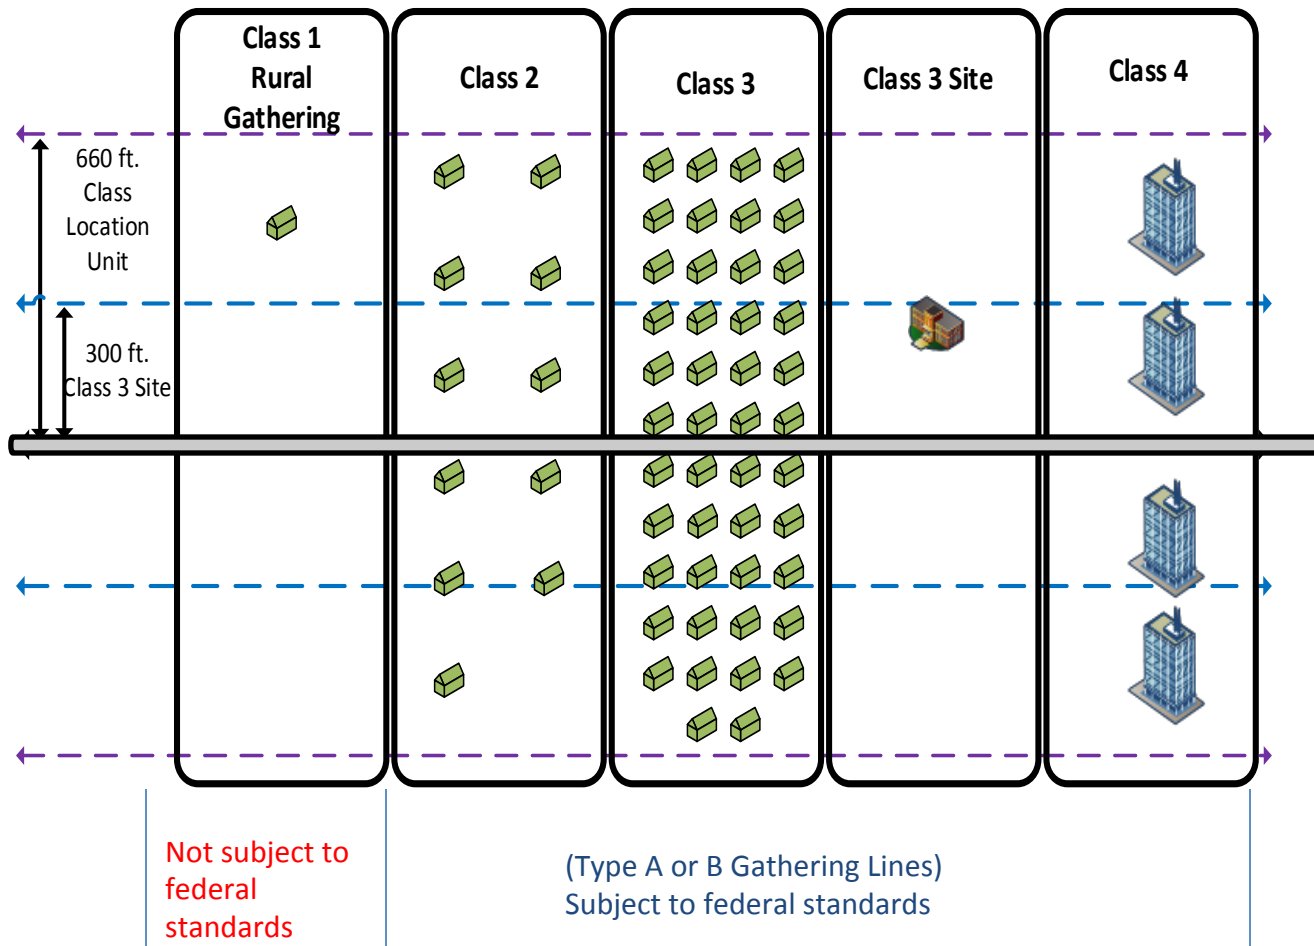 Class 1
Rural
Gathering
Class 2
Class 3
Class 3 Site
Class 4
660 ft.
Class
Location
Unit
300 ft.
Class 3 Site
Not subject to
federal
standards
(Type A or B Gathering Lines)
Subject to federal standards